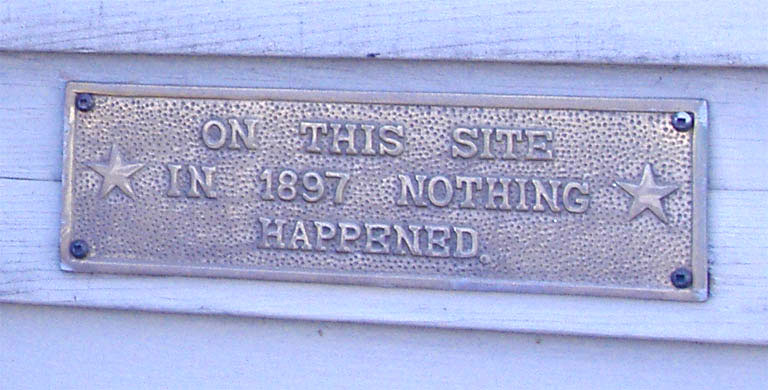 ON THIS SITE
IN 1897 NOTHING
HAPPENED.